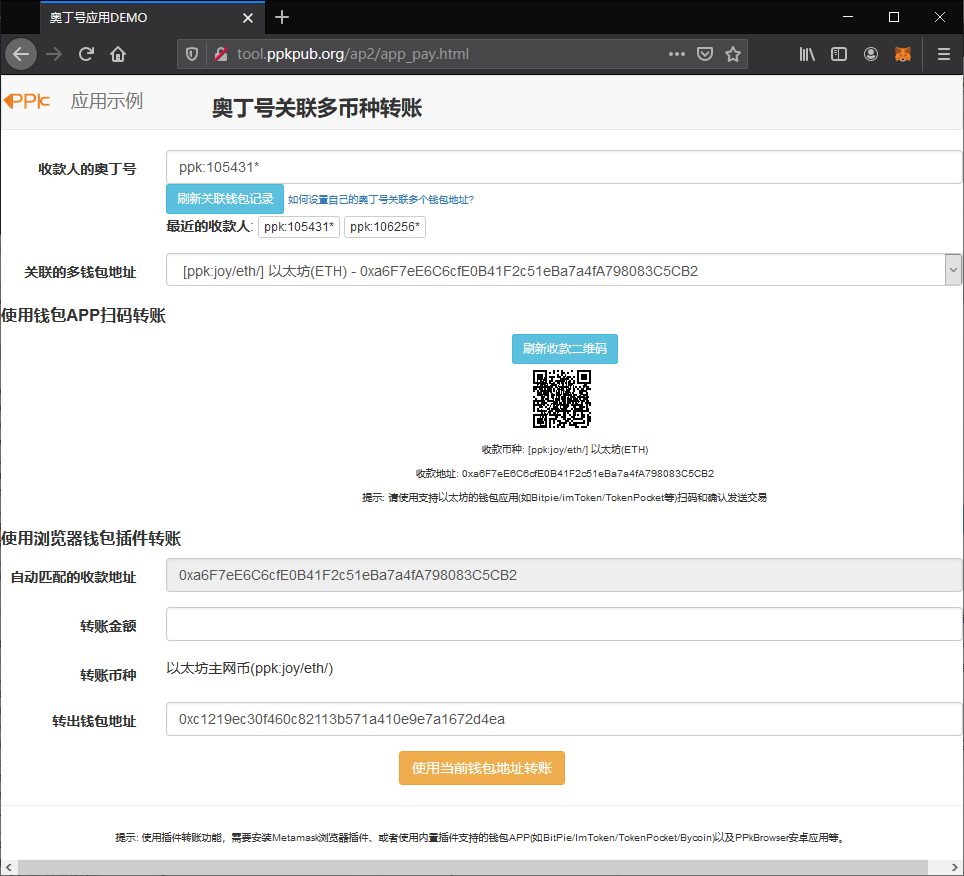 奥丁号应用DEMO
tool.ppkpub.org/ap2/app_pay.html
PPk 应用示例 奥丁号关联多币种转账
收款人的奥丁号 ppk:105431*
刷新关联钱包记录 如何设置自己的奥丁号关联多个钱包地址?
最近的收款人: ppk:105431* ppk:106256*
关联的多钱包地址 [ppk:joy/eth/] 以太坊(ETH) - 0xa6F7eE6C6cfE0B41F2c51eBa7a4fA798083C5CB2
使用钱包APP扫码转账
刷新收款二维码
收款币种: [ppk:joy/eth/] 以太坊(ETH)
收款地址: 0xa6F7eE6C6cfE0B41F2c51eBa7a4fA798083C5CB2
提示: 请使用支持以太坊的钱包应用(如Bitpie/imToken/TokenPocket等)扫码和确认发送交易
使用浏览器钱包插件转账
自动匹配的收款地址 0xa6F7eE6C6cfE0B41F2c51eBa7a4fA798083C5CB2
转账金额
转账币种 以太坊主网币(ppk:joy/eth/)
转出钱包地址 0xc1219ec30f460c82113b571a410e9e7a1672d4ea
使用当前钱包地址转账
提示: 使用插件转账功能，需要安装Metamask浏览器插件、或者使用内置插件支持的钱包APP(如BitPie/ImToken/TokenPocket/Bycoin)以及PPkBrowser安卓应用等。